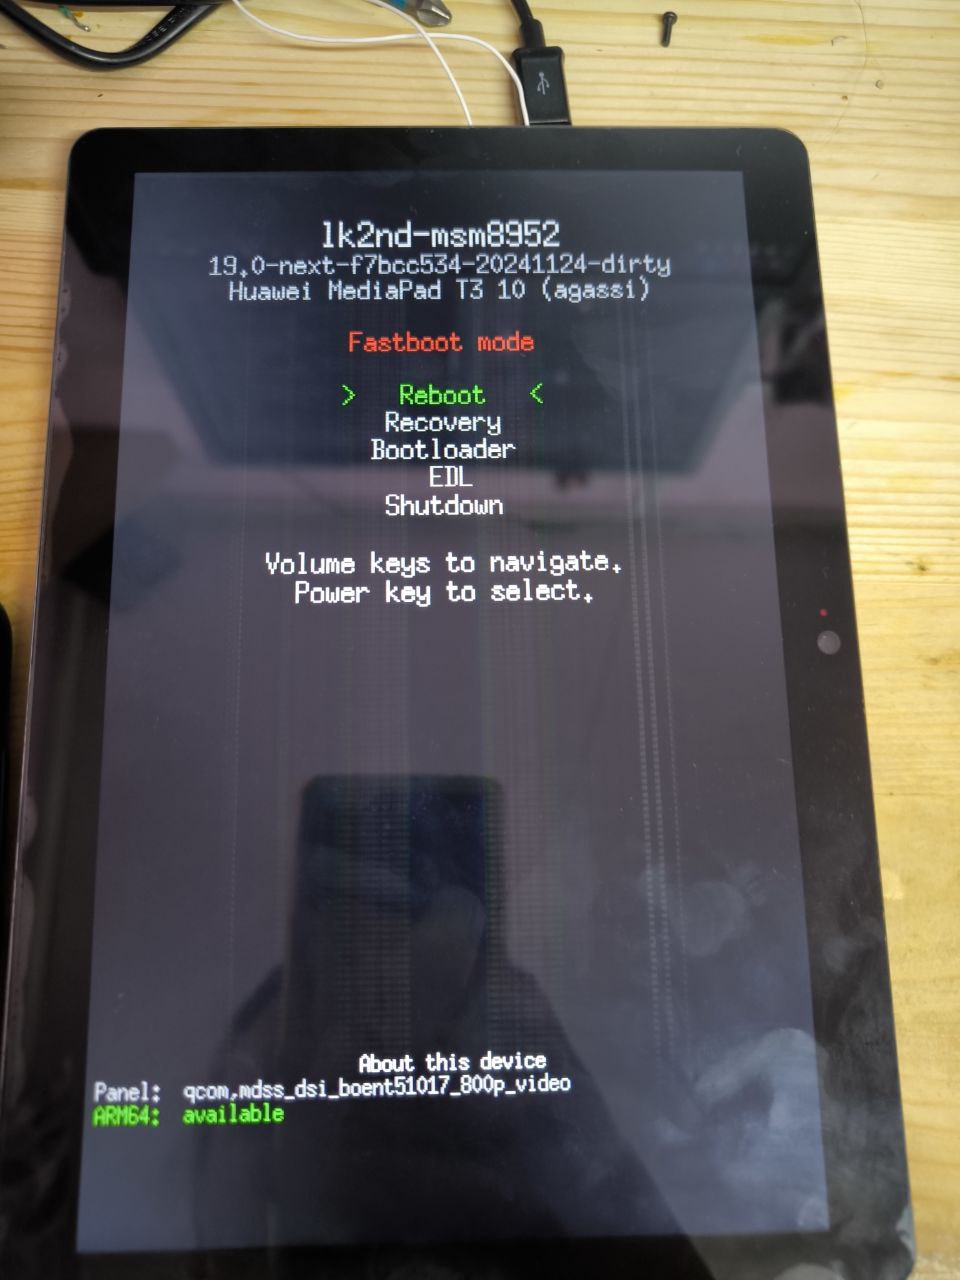 lk2nd-msm8952
19.0-next-f7bcc534-20241124-dirty
Huawei MediaPad T3 10 (agassi)
Fastboot mode
> Reboot <
Recovery
Bootloader
EDL
Shutdown
Volume keys to navigate.
Power key to select.
About this device
Panel: qcom,mdss_dsi_boent51017_800p_video
ARM64: available